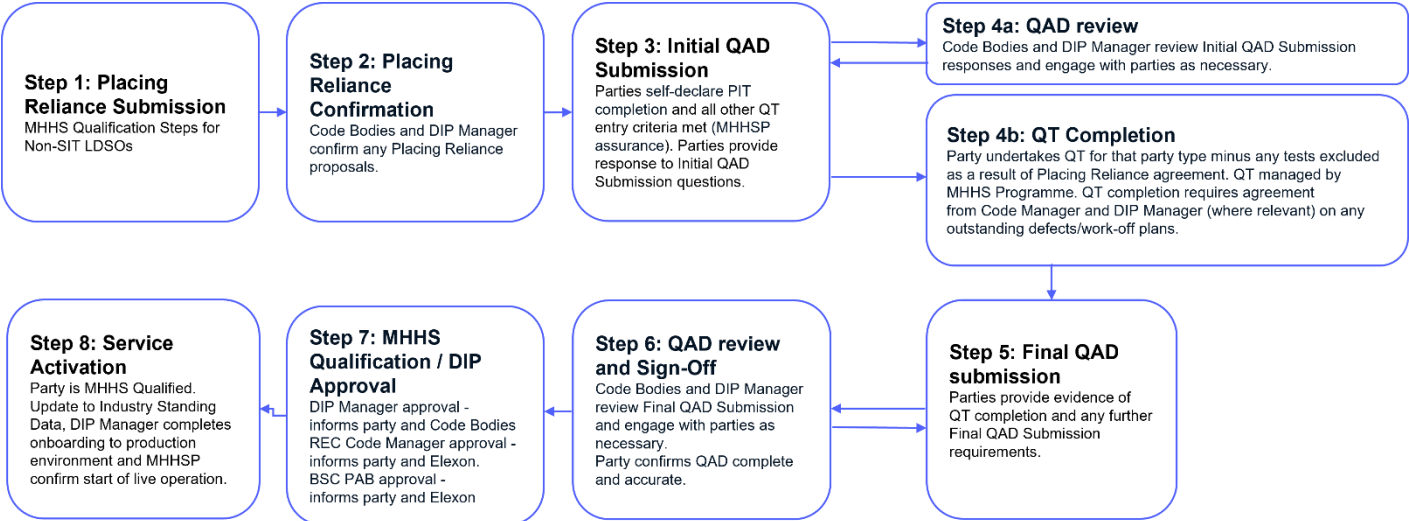 Step 1: Placing
Reliance Submission
MHHS Qualification Steps for
Non-SIT LDSOs
Step 2: Placing
Reliance
Confirmation
Code Bodies and DIP Manager
confirm any Placing Reliance
proposals.
Step 3: Initial QAD
Submission
Parties self-declare PIT
completion and all other QT
entry criteria met (MHHSP
assurance). Parties provide
response to Initial QAD
Submission questions.
Step 4a: QAD review
Code Bodies and DIP Manager review Initial QAD Submission
responses and engage with parties as necessary.
Step 4b: QT Completion
Party undertakes QT for that party type minus any tests excluded
as a result of Placing Reliance agreement. QT managed by
MHHS Programme. QT completion requires agreement
from Code Manager and DIP Manager (where relevant) on any
outstanding defects/work-off plans.
Step 5: Final QAD
submission
Parties provide evidence of
QT completion and any further
Final QAD Submission
requirements.
Step 6: QAD review
and Sign-Off
Code Bodies and DIP Manager
review Final QAD Submission
and engage with parties as
necessary.
Party confirms QAD complete
and accurate.
Step 7: MHHS
Qualification / DIP
Approval
DIP Manager approval -
informs party and Code Bodies
REC Code Manager approval -
informs party and Elexon.
BSC PAB approval -
informs party and Elexon
Step 8: Service
Activation
Party is MHHS Qualified.
Update to Industry Standing
Data, DIP Manager completes
onboarding to production
environment and MHHSP
confirm start of live operation.